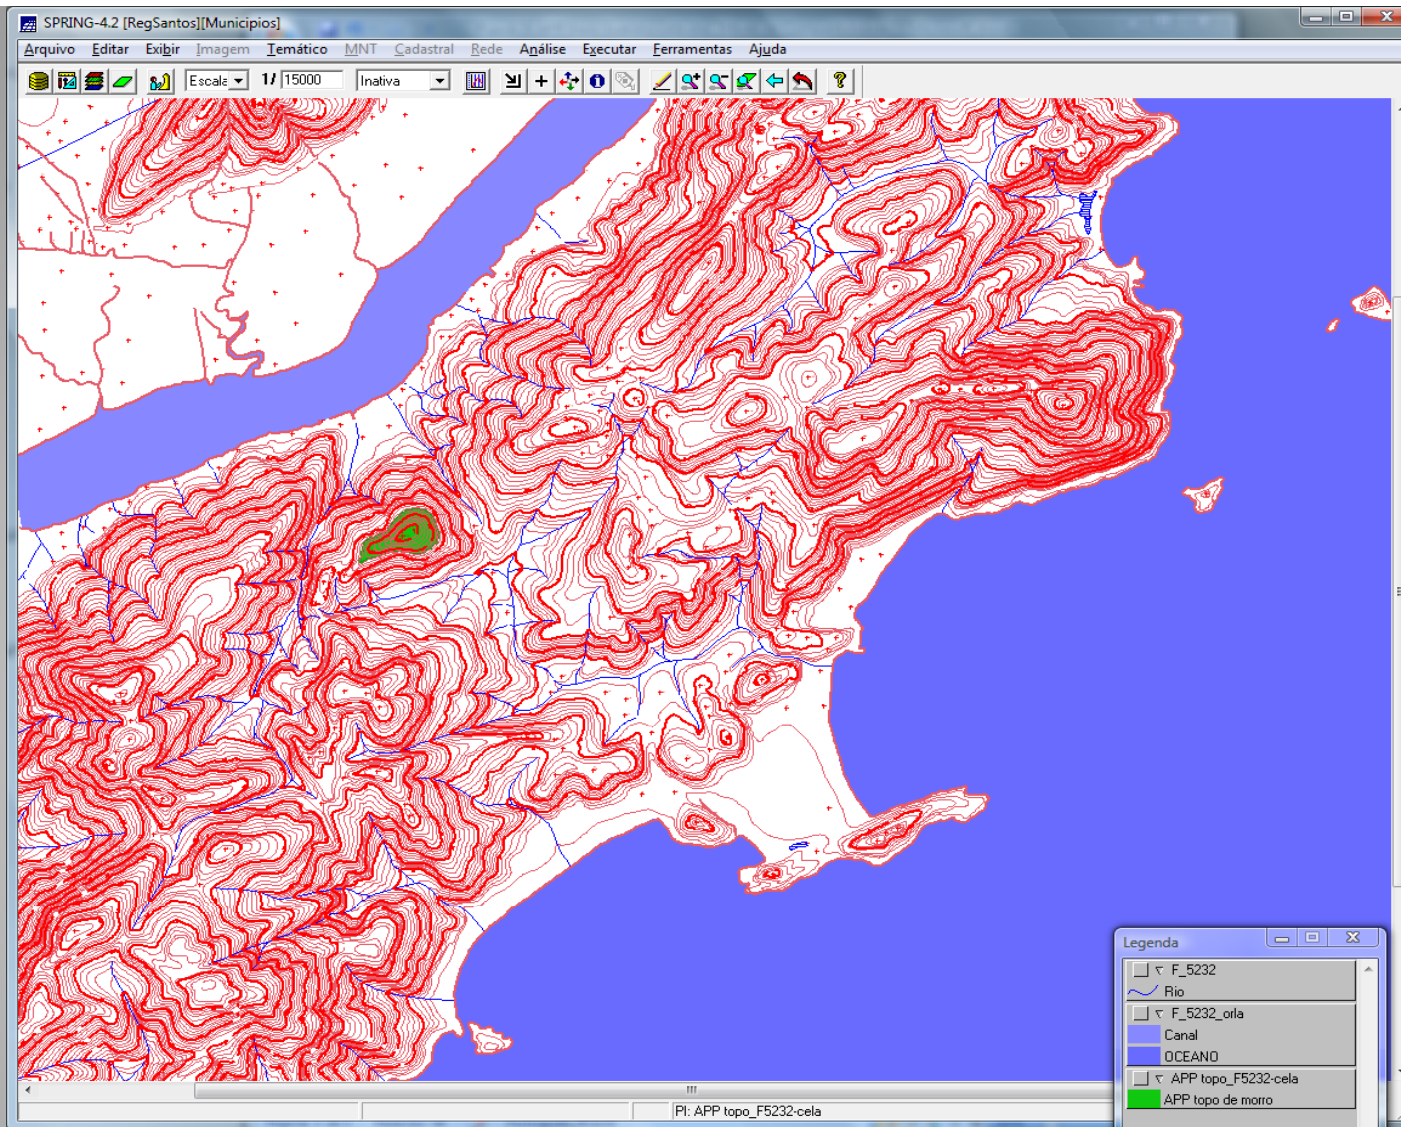 SPRING-4.2 [RegSantos][Municipios]
Arquivo Editar Exibir Imagem Temático MNT Cadastral Rede Análise Executar Ferramentas Ajuda
Escala 1/ 15000 Inativa
Legenda
F_5232
Rio
F_5232_orla
Canal
OCEANO
APP topo_F5232-cela
APP topo de morro
PI: APP topo_F5232-cela